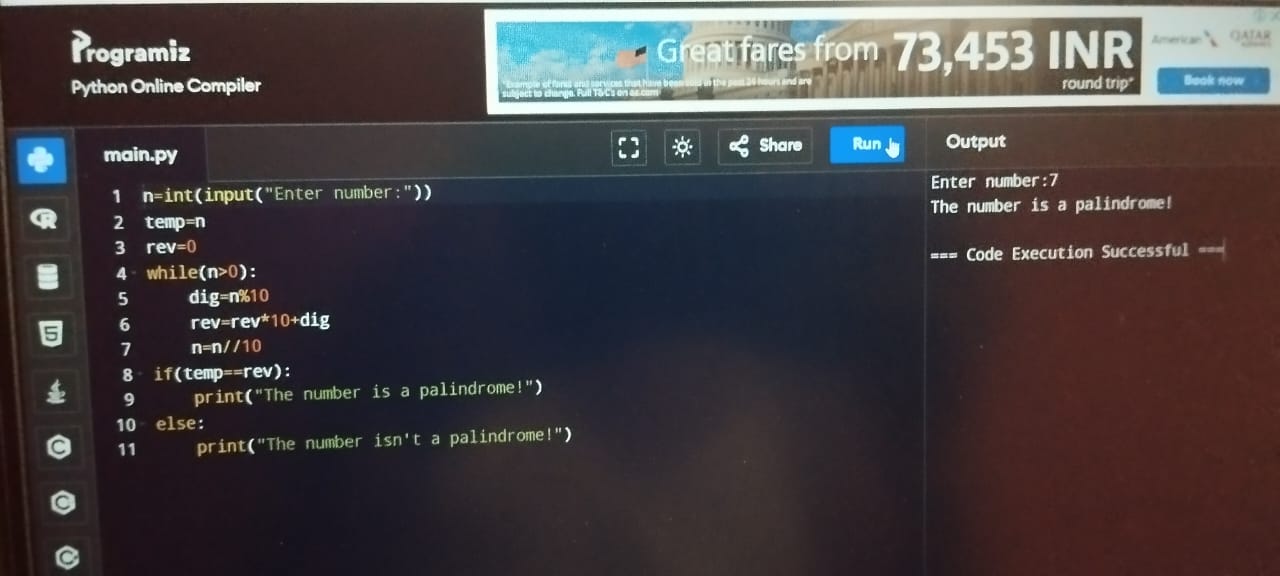 Programiz
Python Online Compiler
Great fares from 73,453 INR
round trip*
*Example of fares and services that have been sold in the past 24 hours and are
subject to change. Full T&C's on aa.com
American
QATAR
AIRWAYS
Book now
main.py
Share
Run
Output
1 n=int(input("Enter number:"))
2 temp=n
3 rev=0
4 while(n>0):
5 dig=n%10
6 rev=rev*10+dig
7 n=n//10
8 if(temp==rev):
9 print("The number is a palindrome!")
10 else:
11 print("The number isn't a palindrome!")
Enter number:7
The number is a palindrome!
=== Code Execution Successful ===